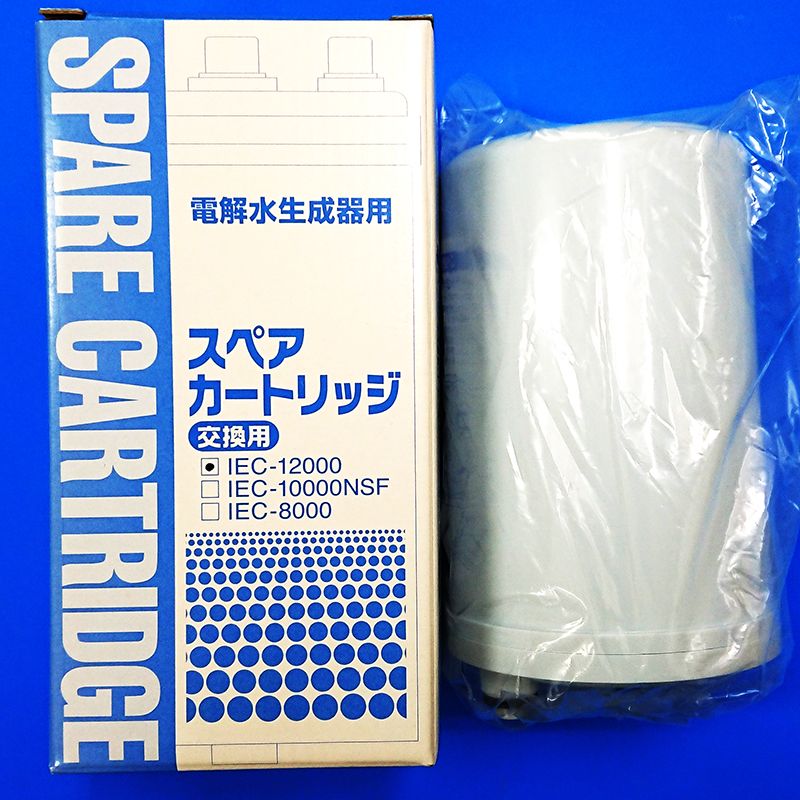 SPARE CARTRIDGE
電解水生成器用
スペア
カートリッジ
交換用
IEC-12000
IEC-10000NSF
IEC-8000